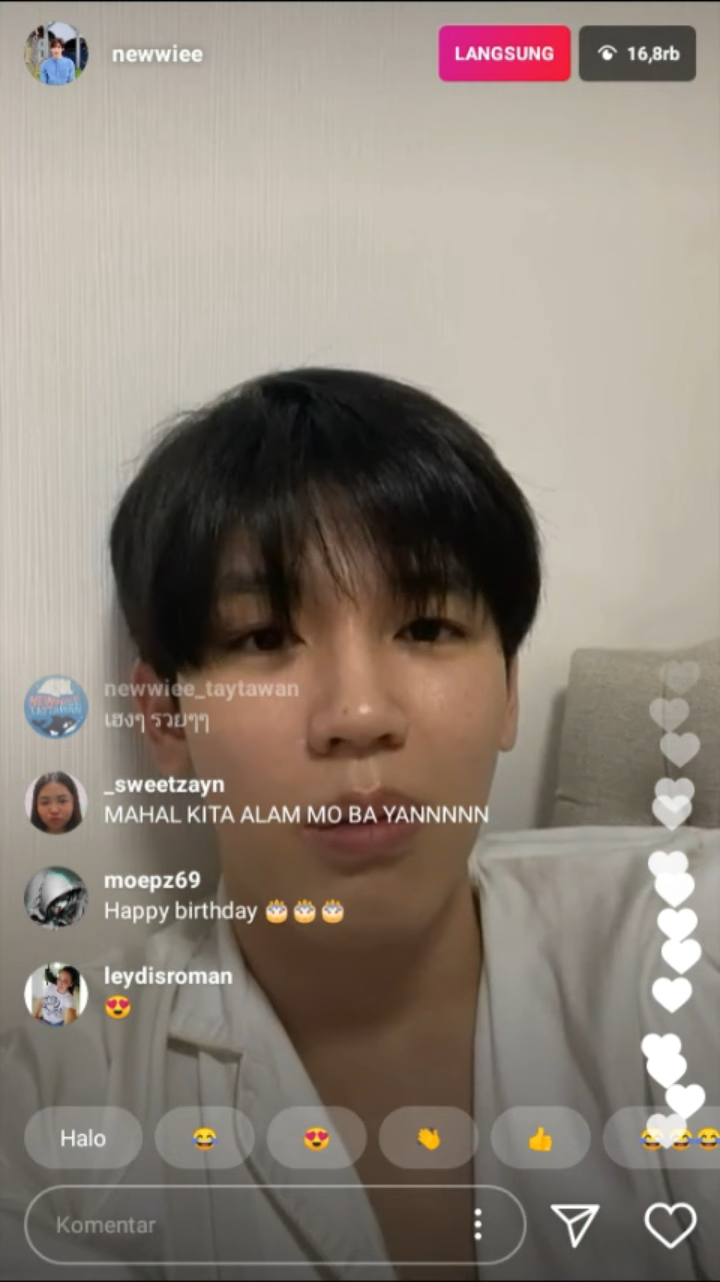 newwiee
LANGSUNG
16,8rb
newwiee_taytawan
เฮงๆ รวยๆๆ
_sweetzayn
MAHAL KITA ALAM MO BA YANNNNN
moepz69
Happy birthday 🎂🎂🎂
leydisroman
😍
Halo
😂
😍
👏
👍
😂😂😂
Komentar